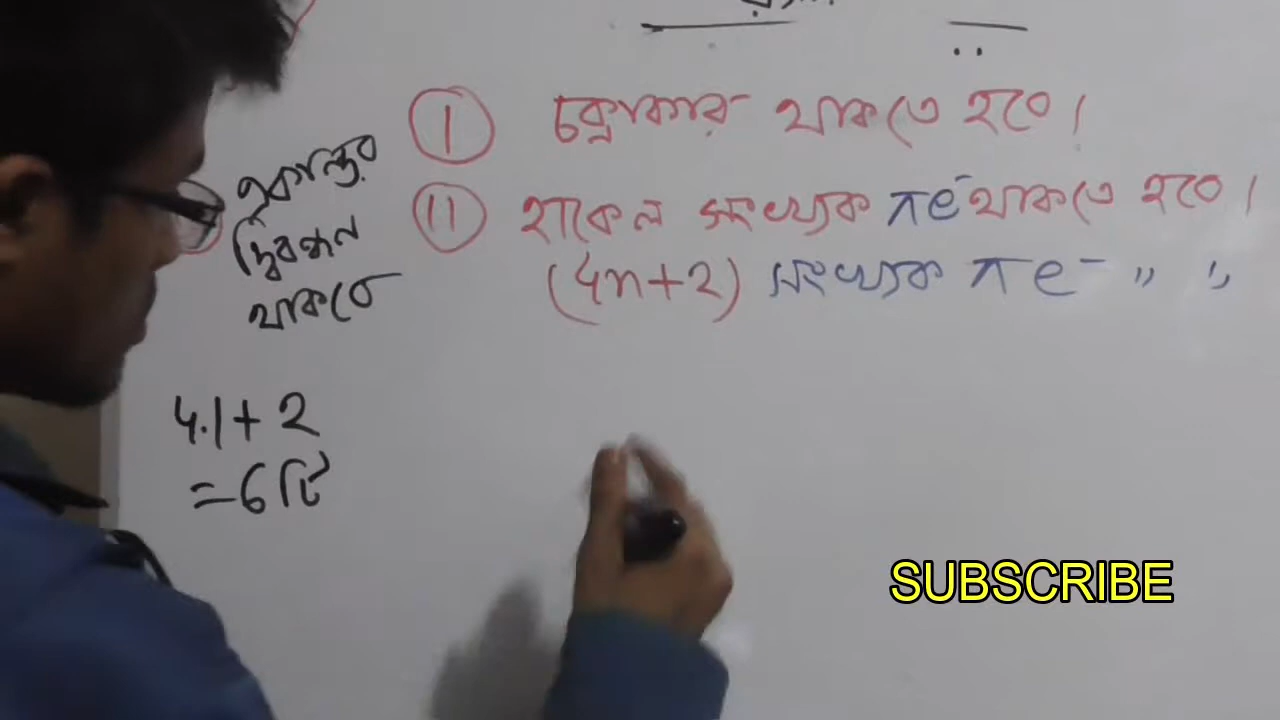 I চক্রাকার থাকতে হবে।
II হাকেল সংখ্যক πe⁻ থাকতে হবে।
(4n+2) সংখ্যক πe⁻ " "
একান্তর
দ্বিবন্ধন
থাকবে
4.1+2
=6টি
SUBSCRIBE